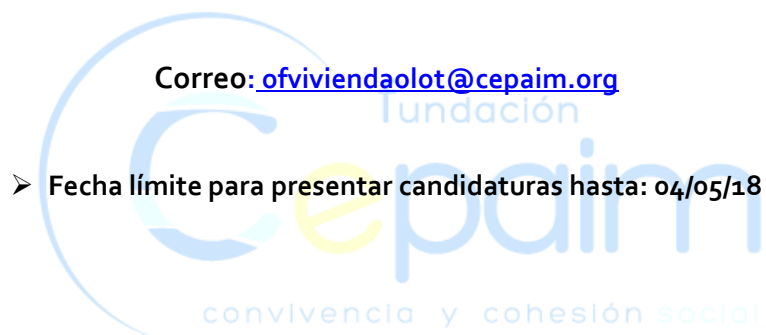 Correo: ofviviendaolot@cepaim.org
Fundación
➢ Fecha límite para presentar candidaturas hasta: 04/05/18
Cepaim
convivencia y cohesión social